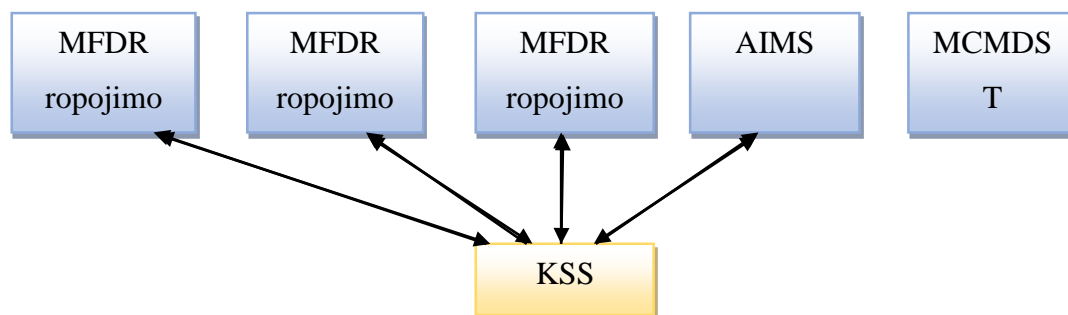 MFDR
ropojimo
MFDR
ropojimo
MFDR
ropojimo
AIMS
MCMDS
T
KSS